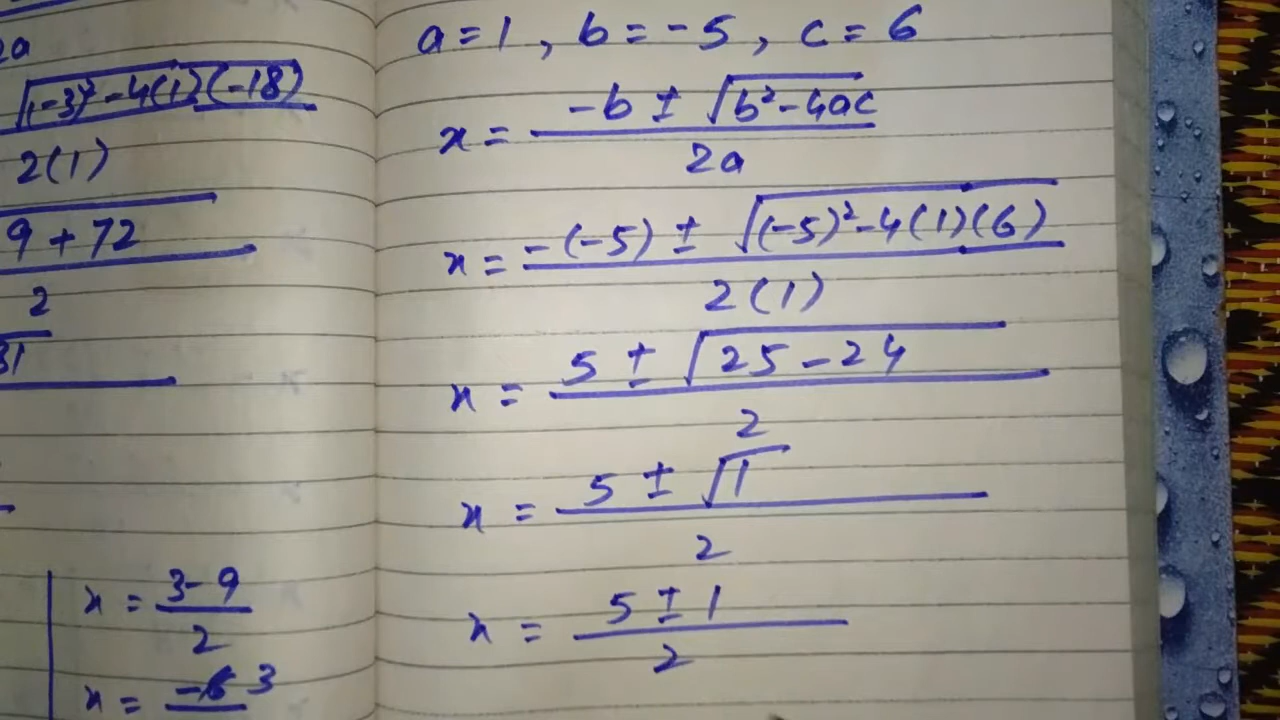 2a
√(-3)² - 4(1)(-18)
2(1)
9 + 72
2
81
x = 3 - 9
2
x = -6 3
a = 1 , b = -5 , c = 6
x = -b ± √b² - 4ac
2a
x = -(-5) ± √(-5)² - 4(1)(6)
2(1)
x = 5 ± √25 - 24
2
x = 5 ± √1
2
x = 5 ± 1
2